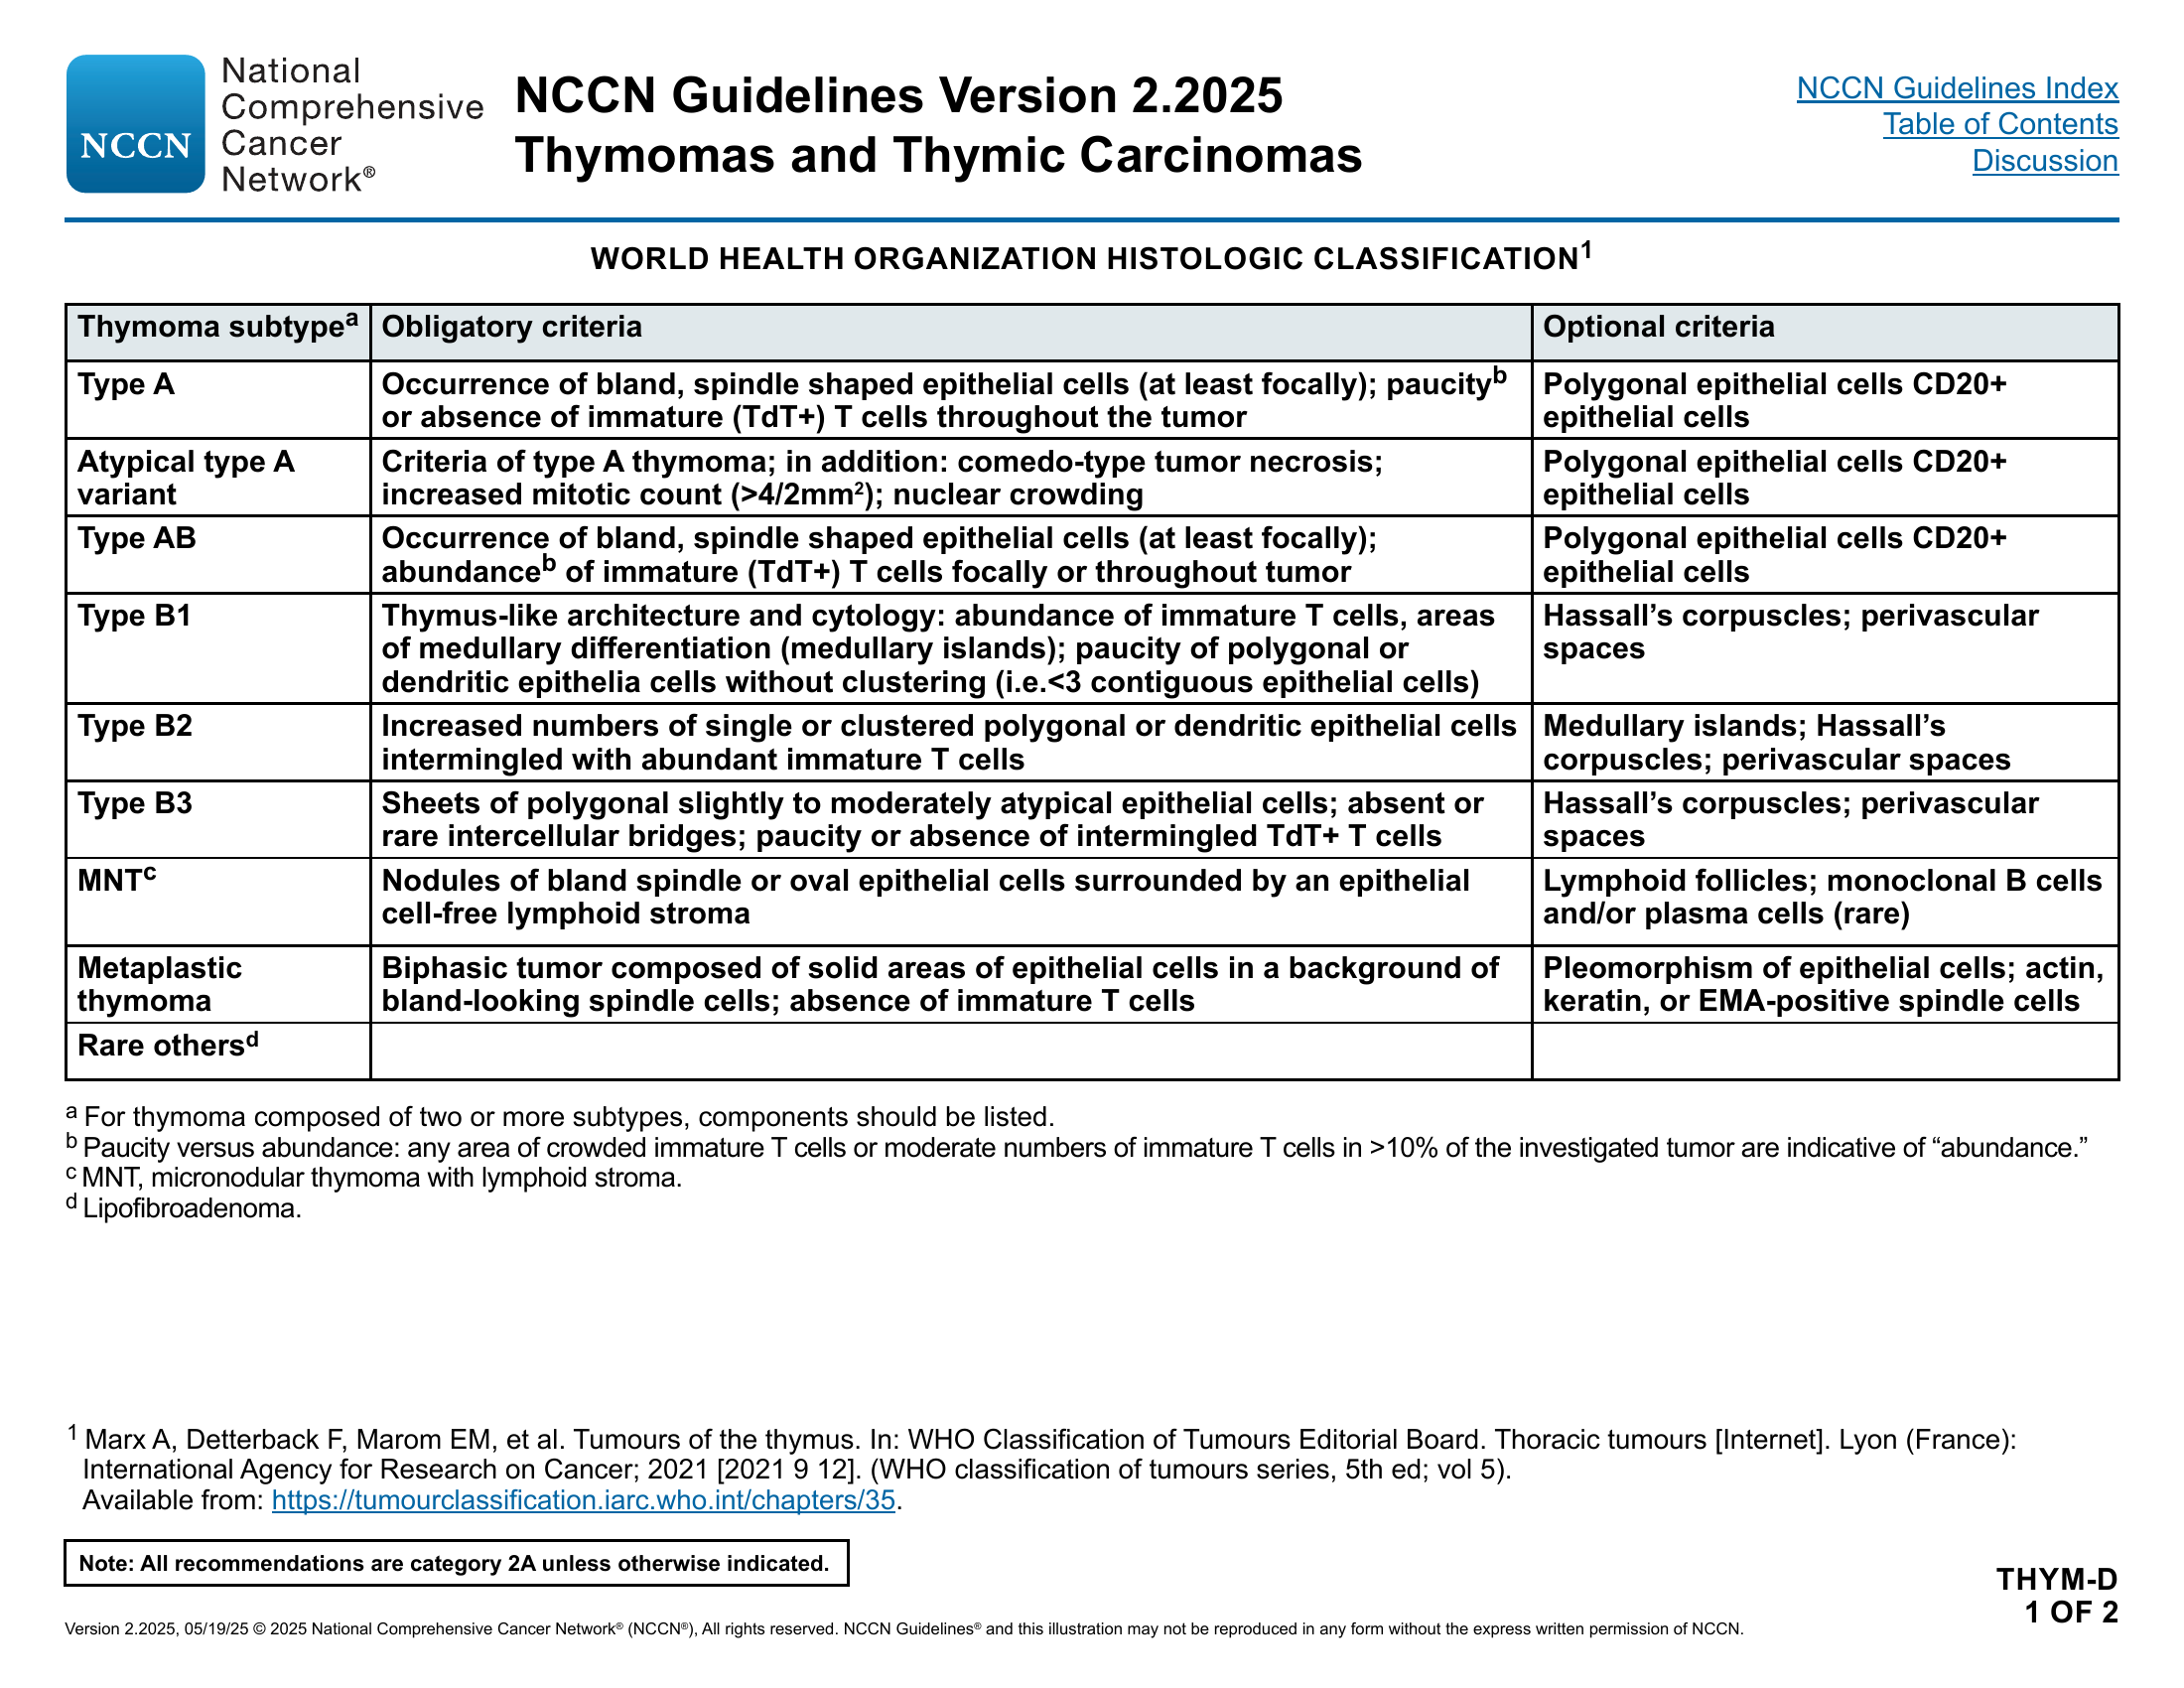 National
Comprehensive
Cancer
Network®
NCCN
NCCN Guidelines Version 2.2025
Thymomas and Thymic Carcinomas
NCCN Guidelines Index
Table of Contents
Discussion
WORLD HEALTH ORGANIZATION HISTOLOGIC CLASSIFICATION1
Thymoma subtypea
Obligatory criteria
Optional criteria
Type A
Occurrence of bland, spindle shaped epithelial cells (at least focally); paucityb
or absence of immature (TdT+) T cells throughout the tumor
Polygonal epithelial cells CD20+
epithelial cells
Atypical type A
variant
Criteria of type A thymoma; in addition: comedo-type tumor necrosis;
increased mitotic count (>4/2mm2); nuclear crowding
Polygonal epithelial cells CD20+
epithelial cells
Type AB
Occurrence of bland, spindle shaped epithelial cells (at least focally);
abundanceb of immature (TdT+) T cells focally or throughout tumor
Polygonal epithelial cells CD20+
epithelial cells
Type B1
Thymus-like architecture and cytology: abundance of immature T cells, areas
of medullary differentiation (medullary islands); paucity of polygonal or
dendritic epithelia cells without clustering (i.e.<3 contiguous epithelial cells)
Hassall's corpuscles; perivascular
spaces
Type B2
Increased numbers of single or clustered polygonal or dendritic epithelial cells
intermingled with abundant immature T cells
Medullary islands; Hassall's
corpuscles; perivascular spaces
Type B3
Sheets of polygonal slightly to moderately atypical epithelial cells; absent or
rare intercellular bridges; paucity or absence of intermingled TdT+ T cells
Hassall's corpuscles; perivascular
spaces
MNTc
Nodules of bland spindle or oval epithelial cells surrounded by an epithelial
cell-free lymphoid stroma
Lymphoid follicles; monoclonal B cells
and/or plasma cells (rare)
Metaplastic
thymoma
Biphasic tumor composed of solid areas of epithelial cells in a background of
bland-looking spindle cells; absence of immature T cells
Pleomorphism of epithelial cells; actin,
keratin, or EMA-positive spindle cells
Rare othersd
a For thymoma composed of two or more subtypes, components should be listed.
b Paucity versus abundance: any area of crowded immature T cells or moderate numbers of immature T cells in >10% of the investigated tumor are indicative of “abundance.”
c MNT, micronodular thymoma with lymphoid stroma.
d Lipofibroadenoma.
1 Marx A, Detterback F, Marom EM, et al. Tumours of the thymus. In: WHO Classification of Tumours Editorial Board. Thoracic tumours [Internet]. Lyon (France):
International Agency for Research on Cancer; 2021 [2021 9 12]. (WHO classification of tumours series, 5th ed; vol 5).
Available from: https://tumourclassification.iarc.who.int/chapters/35.
Note: All recommendations are category 2A unless otherwise indicated.
THYM-D
1 OF 2
Version 2.2025, 05/19/25 © 2025 National Comprehensive Cancer Network® (NCCN®), All rights reserved. NCCN Guidelines® and this illustration may not be reproduced in any form without the express written permission of NCCN.